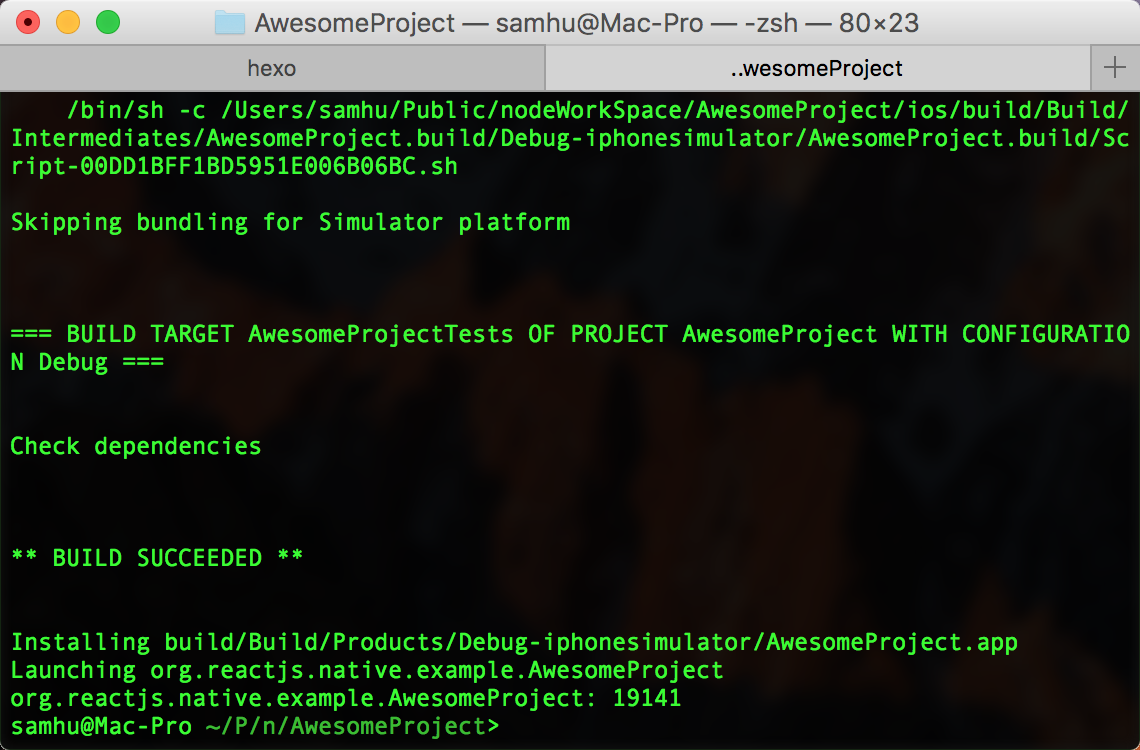 AwesomeProject — samhu@Mac-Pro — -zsh — 80×23
hexo
..wesomeProject
/bin/sh -c /Users/samhu/Public/nodeWorkSpace/AwesomeProject/ios/build/Build/
Intermediates/AwesomeProject.build/Debug-iphonesimulator/AwesomeProject.build/Sc
ript-00DD1BFF1BD5951E006B06BC.sh
Skipping bundling for Simulator platform
=== BUILD TARGET AwesomeProjectTests OF PROJECT AwesomeProject WITH CONFIGURATIO
N Debug ===
Check dependencies
** BUILD SUCCEEDED **
Installing build/Build/Products/Debug-iphonesimulator/AwesomeProject.app
Launching org.reactjs.native.example.AwesomeProject
org.reactjs.native.example.AwesomeProject: 19141
samhu@Mac-Pro ~/P/n/AwesomeProject>